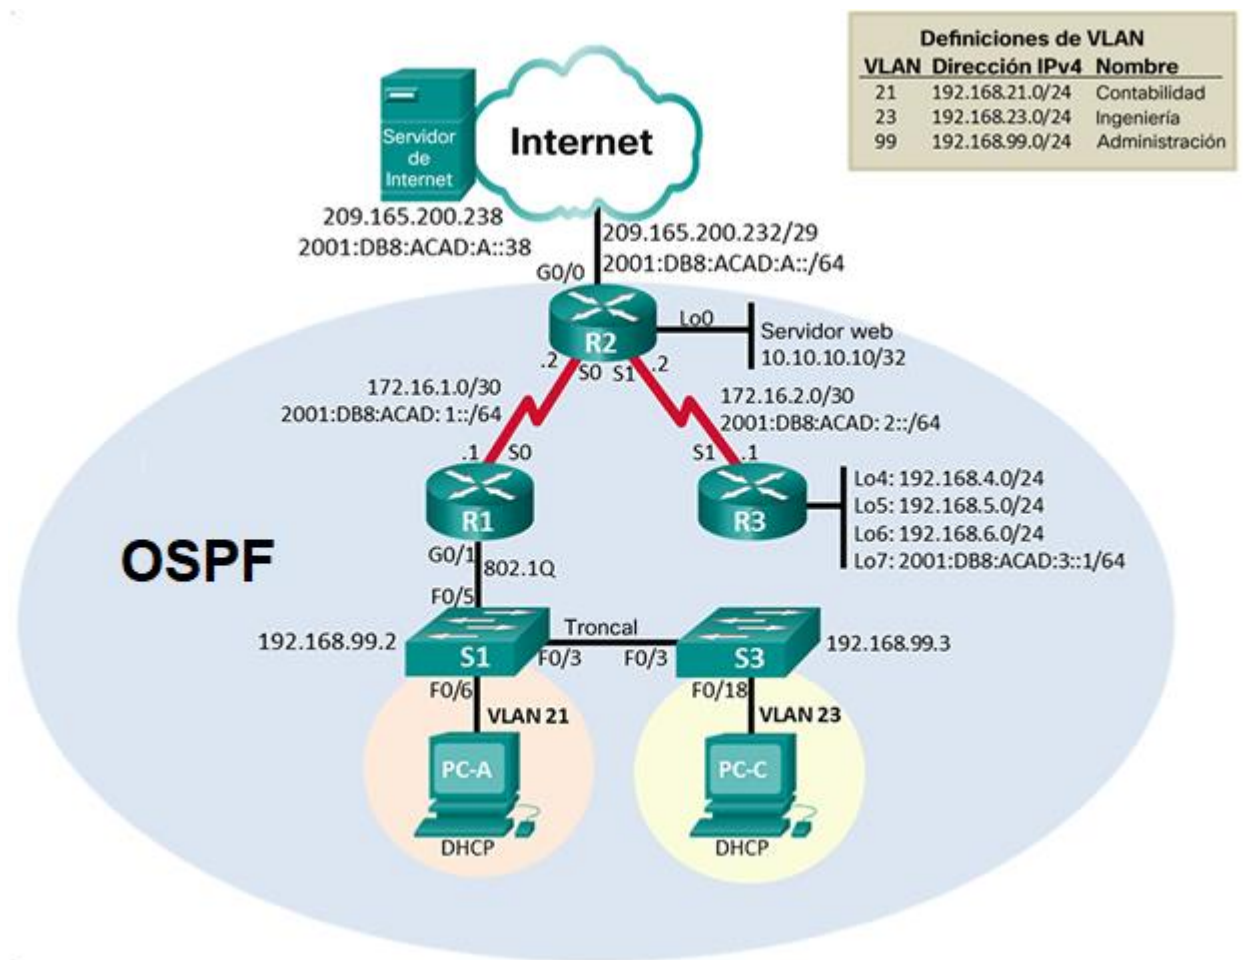 Definiciones de VLAN
VLAN Dirección IPv4 Nombre
21 192.168.21.0/24 Contabilidad
23 192.168.23.0/24 Ingeniería
99 192.168.99.0/24 Administración
Servidor
de
Internet
Internet
209.165.200.238
2001:DB8:ACAD:A::38
209.165.200.232/29
2001:DB8:ACAD:A::/64
G0/0
R2
Lo0
Servidor web
10.10.10.10/32
.2
S0
S1
.2
172.16.1.0/30
2001:DB8:ACAD: 1::/64
172.16.2.0/30
2001:DB8:ACAD: 2::/64
.1
S0
S1
.1
R1
R3
Lo4: 192.168.4.0/24
Lo5: 192.168.5.0/24
Lo6: 192.168.6.0/24
Lo7: 2001:DB8:ACAD:3::1/64
OSPF
G0/1
802.1Q
F0/5
192.168.99.2
S1
Troncal
F0/3
F0/3
S3
192.168.99.3
F0/6
VLAN 21
F0/18
VLAN 23
PC-A
PC-C
DHCP
DHCP